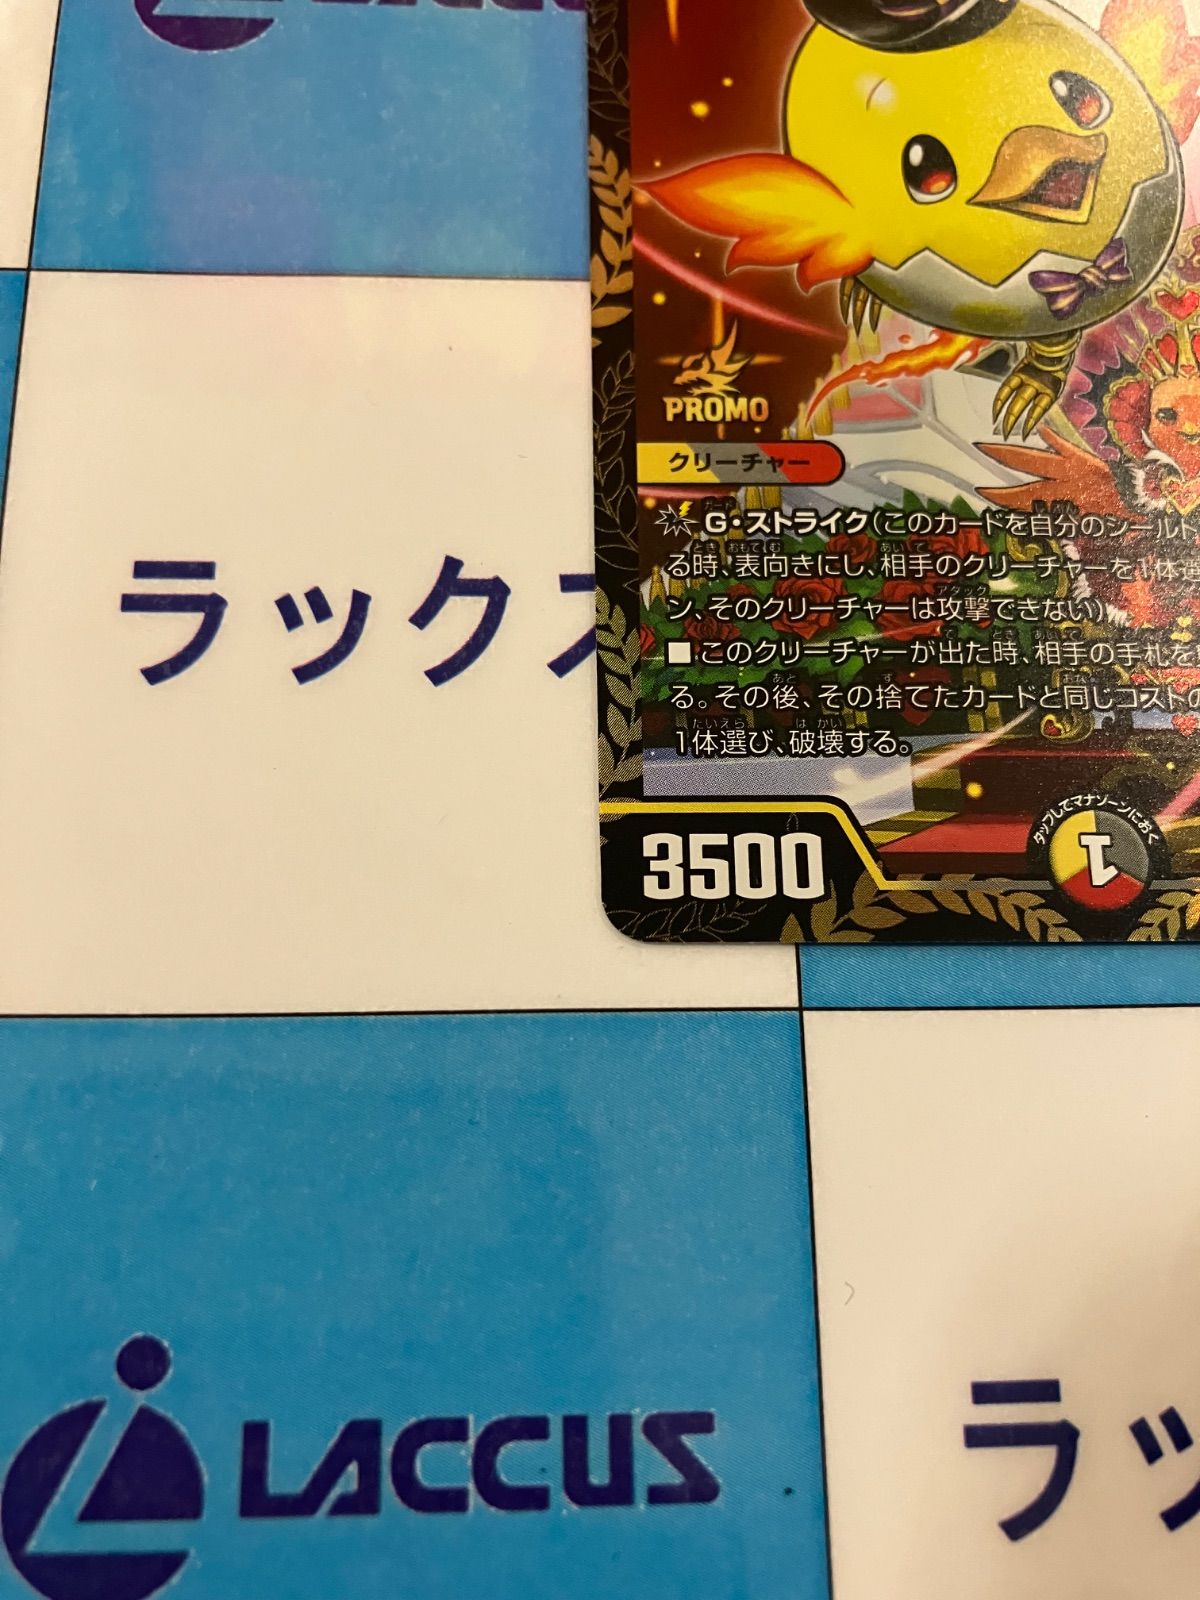 PROMO
クリーチャー
G・ストライク(このカードを自分のシールド
る時、表向きにし、相手のクリーチャーを1体選
ン、そのクリーチャーは攻撃できない)
■このクリーチャーが出た時、相手の手札を
る。その後、その捨てたカードと同じコストの
1体選び、破壊する。
3500
タップしてマナゾーンにおく
1
ラックス
LACCUS
ラッ